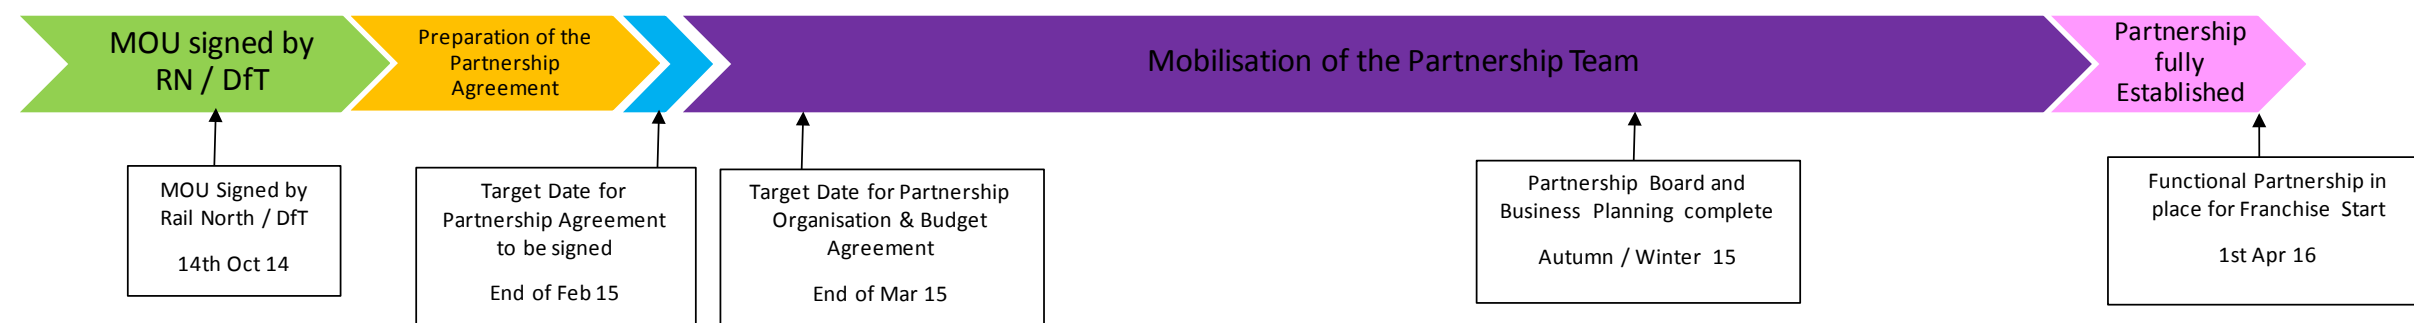 MOU signed by
RN / DfT
Preparation of the
Partnership
Agreement
Mobilisation of the Partnership Team
Partnership
fully
Established
MOU Signed by
Rail North / DfT
14th Oct 14
Target Date for
Partnership Agreement
to be signed
End of Feb 15
Target Date for Partnership
Organisation & Budget
Agreement
End of Mar 15
Partnership Board and
Business Planning complete
Autumn / Winter 15
Functional Partnership in
place for Franchise Start
1st Apr 16